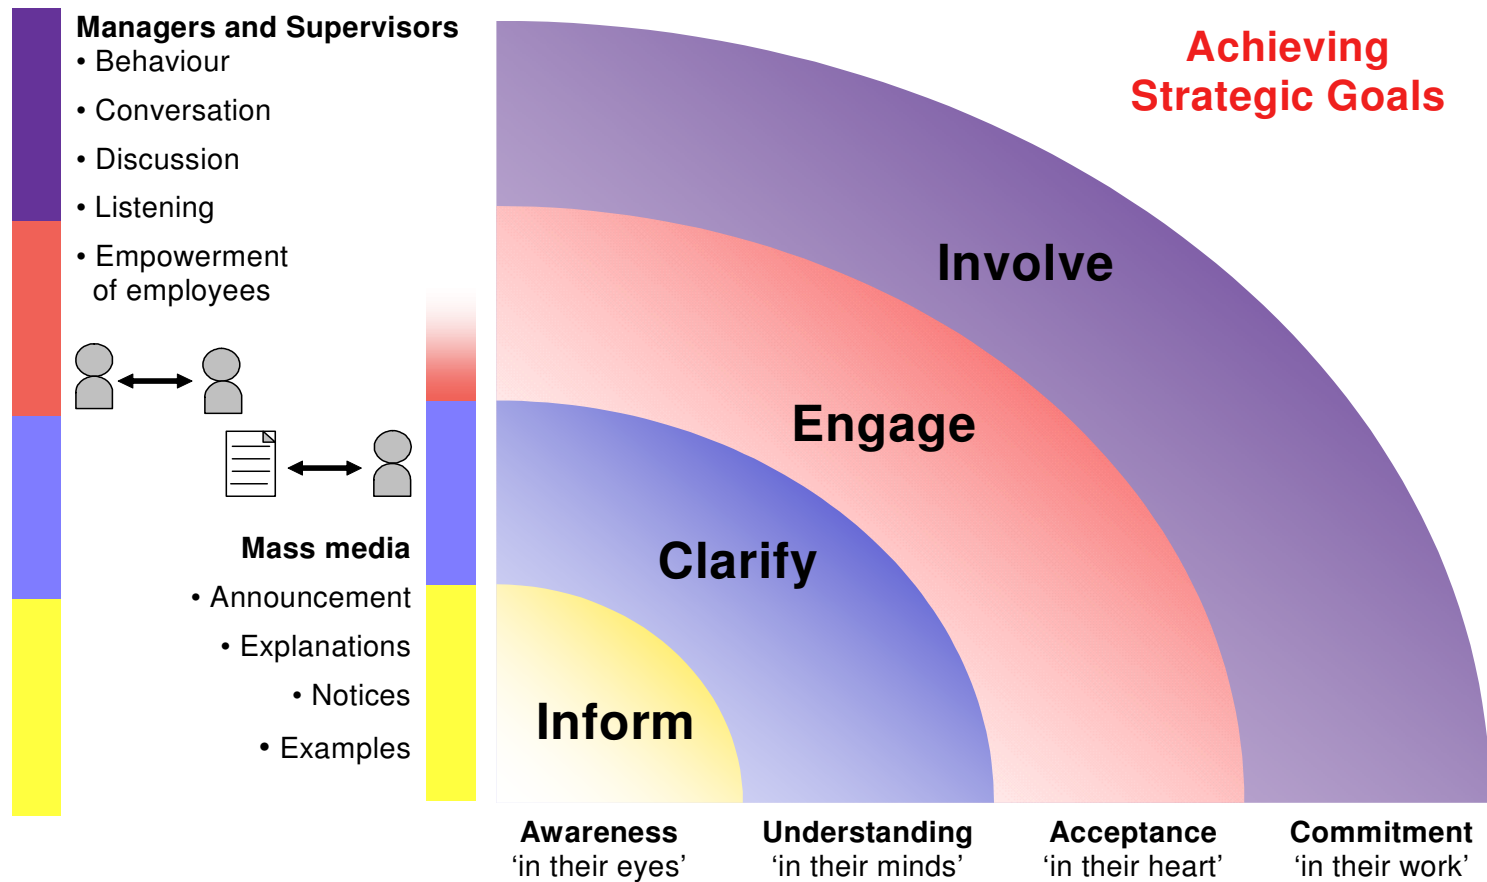 Managers and Supervisors
• Behaviour
• Conversation
• Discussion
• Listening
• Empowerment
of employees
Mass media
• Announcement
• Explanations
• Notices
• Examples
Achieving
Strategic Goals
Involve
Engage
Clarify
Inform
Awareness
‘in their eyes’
Understanding
‘in their minds’
Acceptance
‘in their heart’
Commitment
‘in their work’